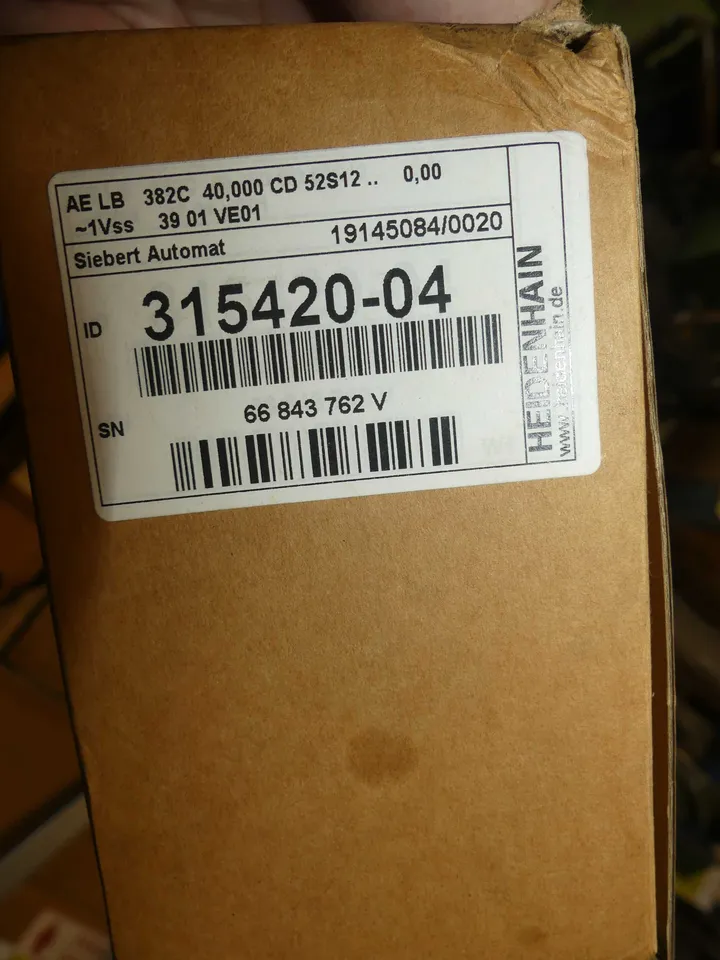 AE LB 382C 40,000 CD 52S12 .. 0,00
~1Vss 39 01 VE01
Siebert Automat 19145084/0020
ID 315420-04
SN 66 843 762 V
HEIDENHAIN
www.heidenhain.de